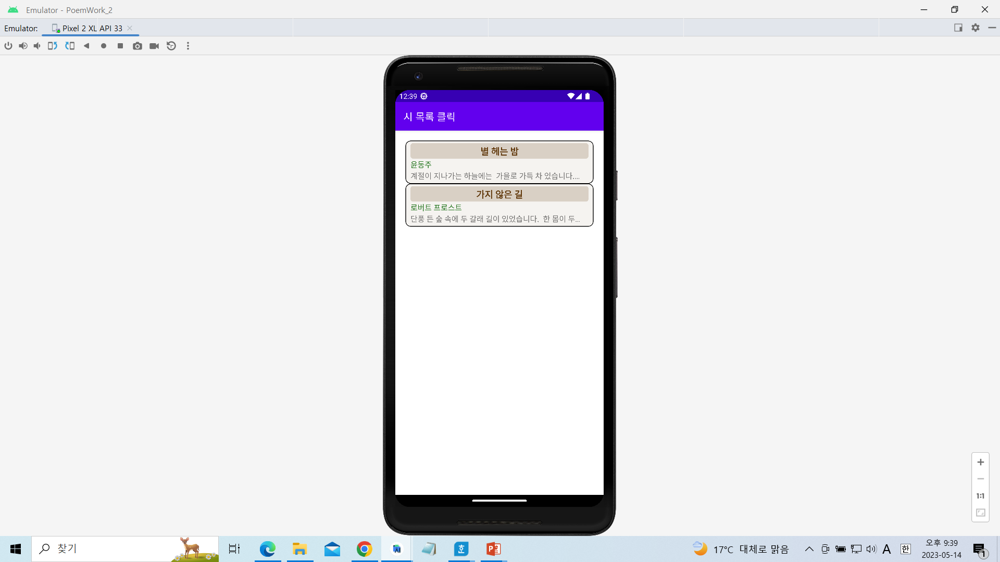 Emulator - PoemWork_2
Emulator: Pixel 2 XL API 33
12:39
시 목록 클릭
별 헤는 밤
윤동주
계절이 지나가는 하늘에는  가을로 가득 차 있습니다....
가지 않은 길
로버트 프로스트
단풍 든 숲 속에 두 갈래 길이 있었습니다.  한 몸이 두...
1:1
찾기
17°C 대체로 맑음
A
한
오후 9:39
2023-05-14
1